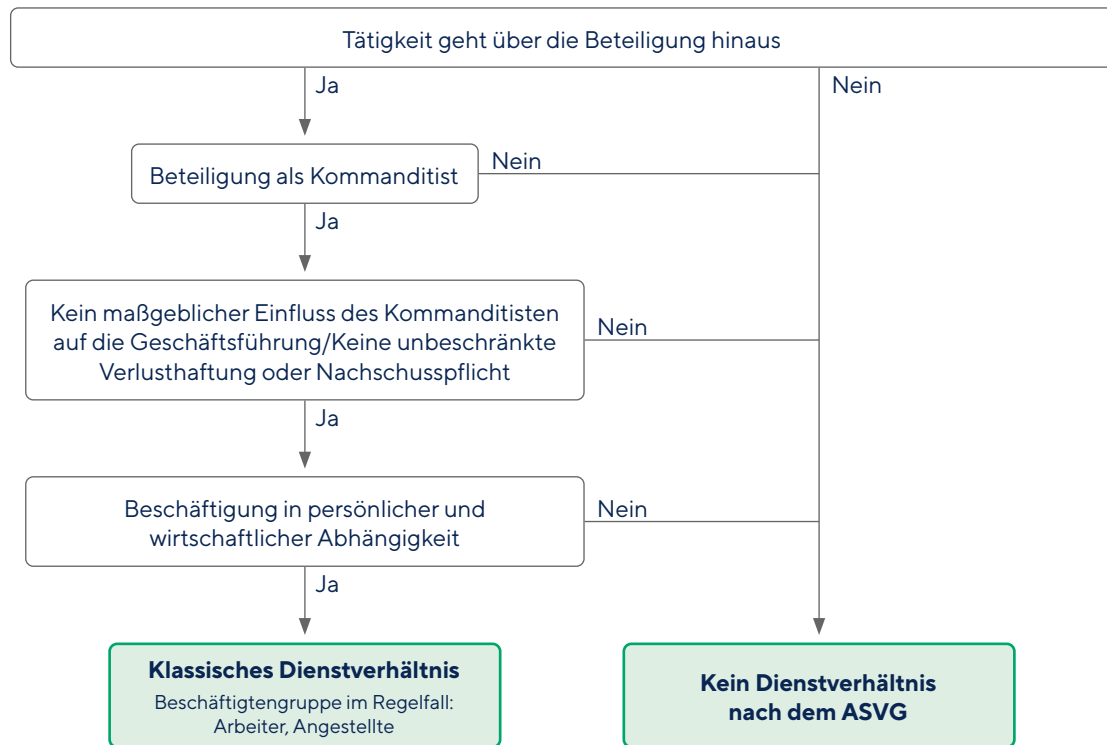 Tätigkeit geht über die Beteiligung hinaus
Ja
Nein
Beteiligung als Kommanditist
Nein
Ja
Kein maßgeblicher Einfluss des Kommanditisten
auf die Geschäftsführung/Keine unbeschränkte
Verlusthaftung oder Nachschusspflicht
Nein
Ja
Beschäftigung in persönlicher und
wirtschaftlicher Abhängigkeit
Nein
Ja
Klassisches Dienstverhältnis
Beschäftigtengruppe im Regelfall:
Arbeiter, Angestellte
Kein Dienstverhältnis
nach dem ASVG